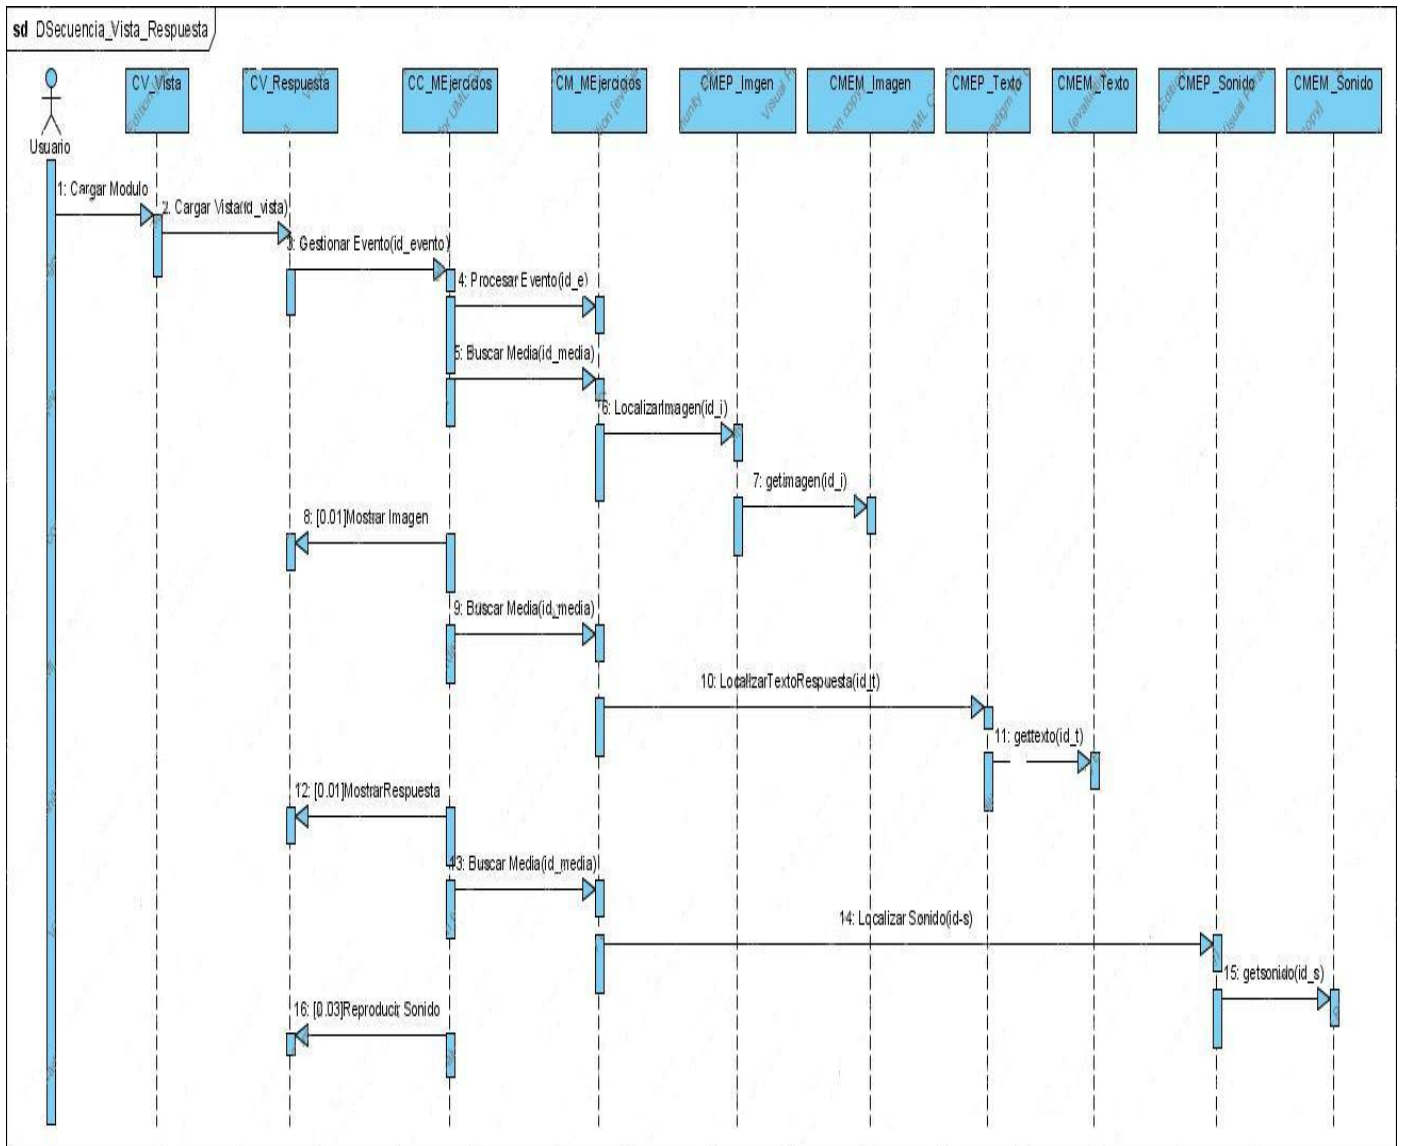 sd DSecuencia_Vista_Respuesta
Usuario
CV_Vista
CV_Respuesta
CC_MEjercicios
CM_MEjercicios
CMEP_Imgen
CMEM_Imagen
CMEP_Texto
CMEM_Texto
CMEP_Sonido
CMEM_Sonido
1: Cargar Modulo
2. Cargar Vista(id_vista)
3: Gestionar Evento(id_evento)
4: Procesar Evento(id_e)
5: Buscar Media(id_media)
6: LocalizarImagen(id_i)
7: getimagen(id_i)
8: [0.01]Mostrar Imagen
9: Buscar Media(id_media)
10: LocalizarTextoRespuesta(id_t)
11: gettexto(id_t)
12: [0.01]MostrarRespuesta
13: Buscar Media(id_media)
14: Localizar Sonido(id-s)
15: getsonido(id_s)
16: [0.03]Reproducir Sonido